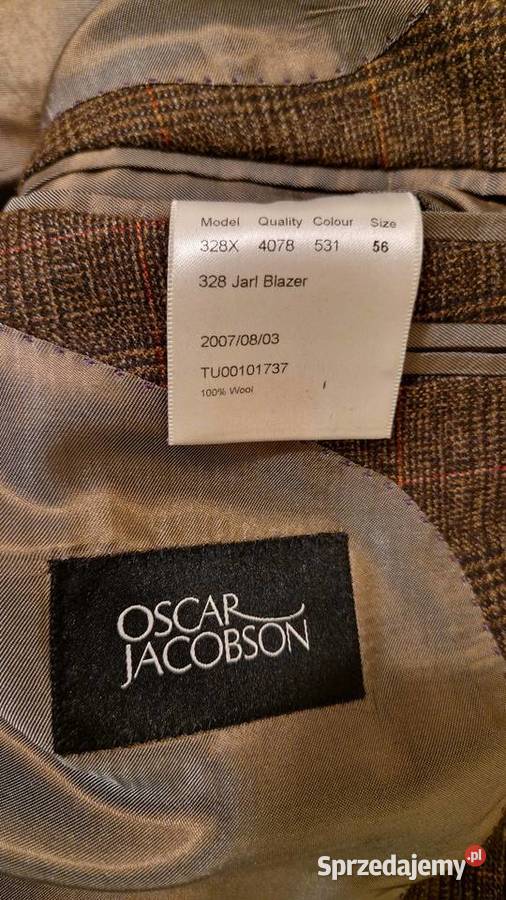 Model Quality Colour Size
328X 4078 531 56
328 Jarl Blazer
2007/08/03
TU00101737
100% Wool
OSCAR
JACOBSON
Sprzedajemy.pl